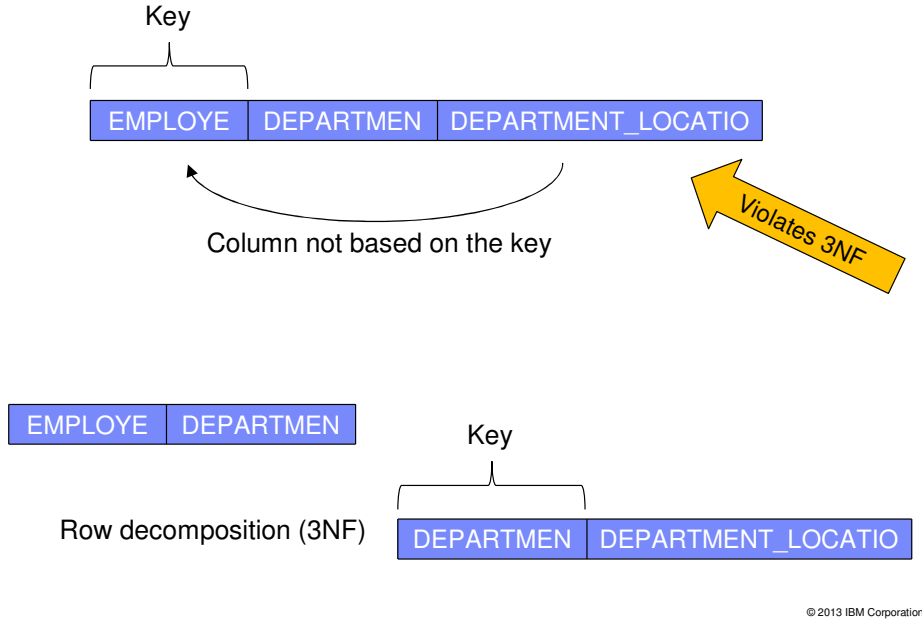 Key
EMPLOYE DEPARTMEN DEPARTMENT_LOCATIO
Violates 3NF
Column not based on the key
EMPLOYE DEPARTMEN
Key
Row decomposition (3NF)
DEPARTMEN DEPARTMENT_LOCATIO
© 2013 IBM Corporation